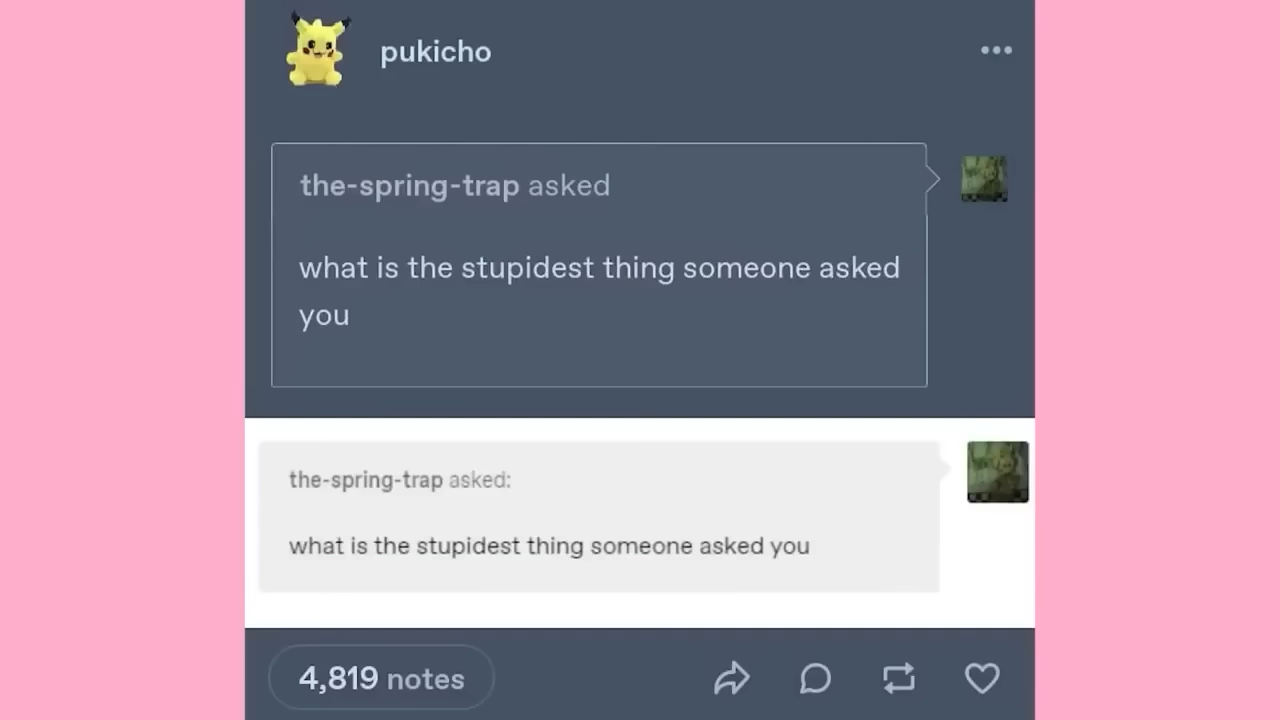 pukicho
the-spring-trap asked
what is the stupidest thing someone asked
you
the-spring-trap asked:
what is the stupidest thing someone asked you
4,819 notes